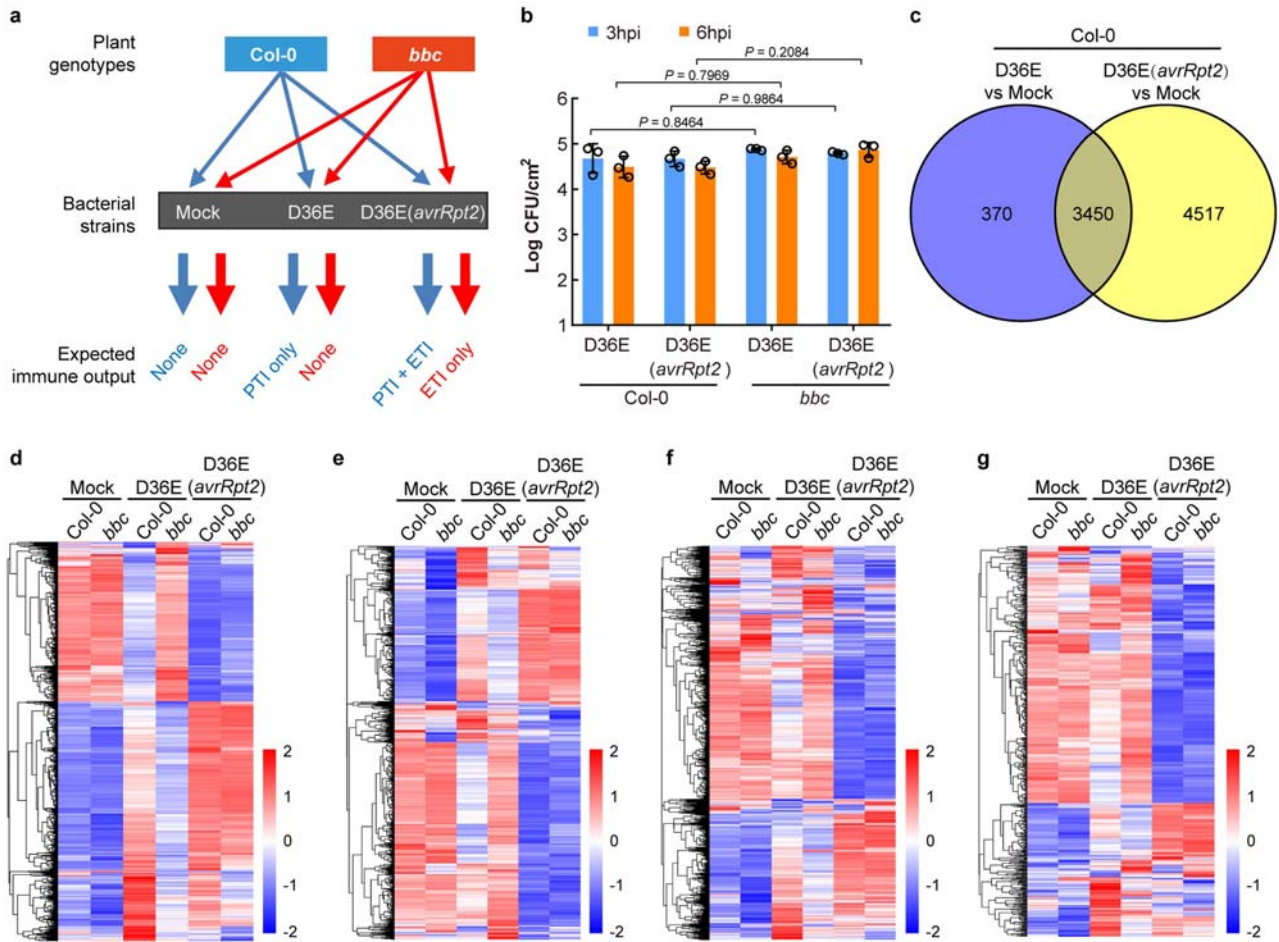 a
Plant genotypes
Col-0
bbc
Bacterial strains
Mock
D36E
D36E(avrRpt2)
Expected immune output
None
None
PTI only
None
PTI + ETI
ETI only
b
3hpi
6hpi
P = 0.2084
P = 0.7969
P = 0.9864
P = 0.8464
Log CFU/cm²
6
5
4
3
2
1
D36E
D36E (avrRpt2)
D36E
D36E (avrRpt2)
Col-0
bbc
c
Col-0
D36E vs Mock
D36E(avrRpt2) vs Mock
370
3450
4517
d
Mock
D36E
D36E (avrRpt2)
Col-0
bbc
Col-0
bbc
Col-0
bbc
2
1
0
-1
-2
e
Mock
D36E
D36E (avrRpt2)
Col-0
bbc
Col-0
bbc
Col-0
bbc
2
1
0
-1
-2
f
Mock
D36E
D36E (avrRpt2)
Col-0
bbc
Col-0
bbc
Col-0
bbc
2
1
0
-1
-2
g
Mock
D36E
D36E (avrRpt2)
Col-0
bbc
Col-0
bbc
Col-0
bbc
2
1
0
-1
-2